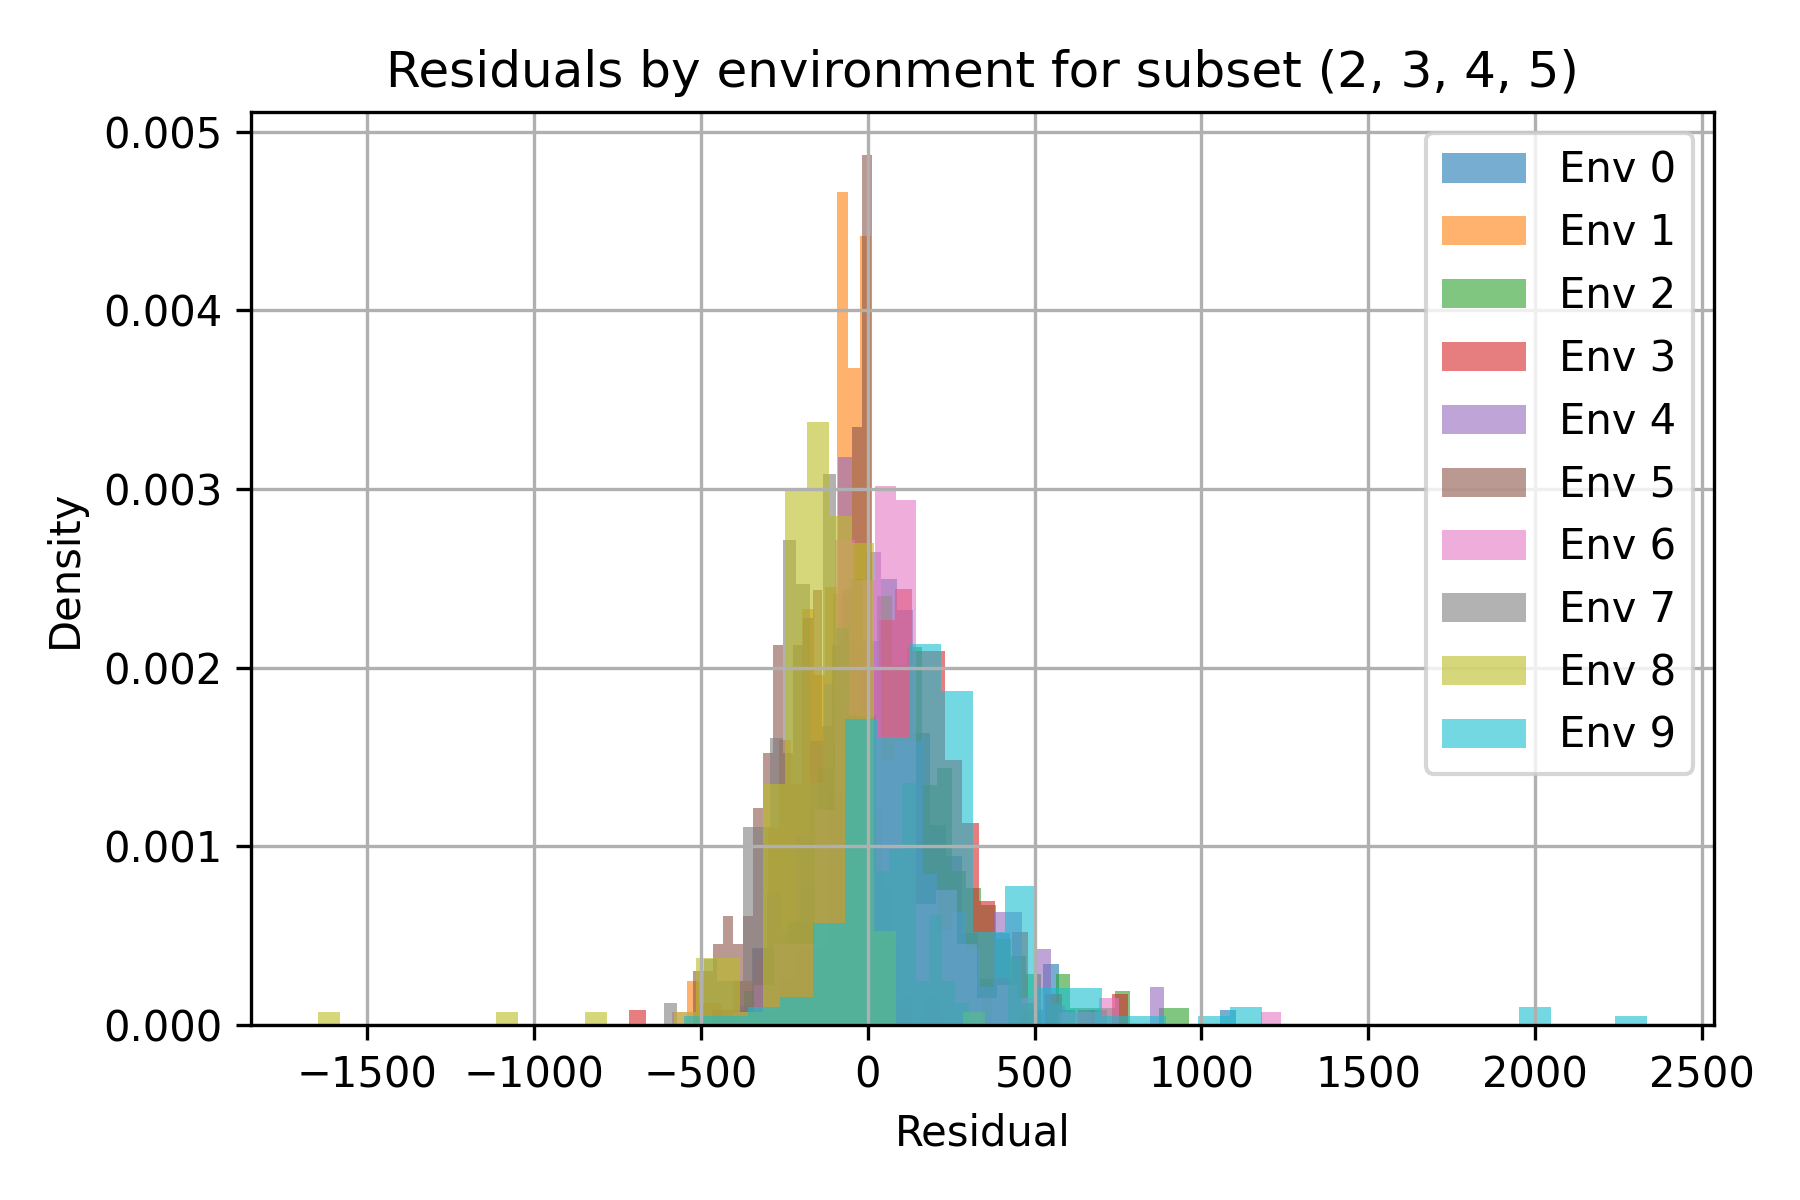 Residuals by environment for subset (2, 3, 4, 5)
0.005
0.004
0.003
0.002
0.001
0.000
Density
−1500
−1000
−500
0
500
1000
1500
2000
2500
Residual
Env 0
Env 1
Env 2
Env 3
Env 4
Env 5
Env 6
Env 7
Env 8
Env 9